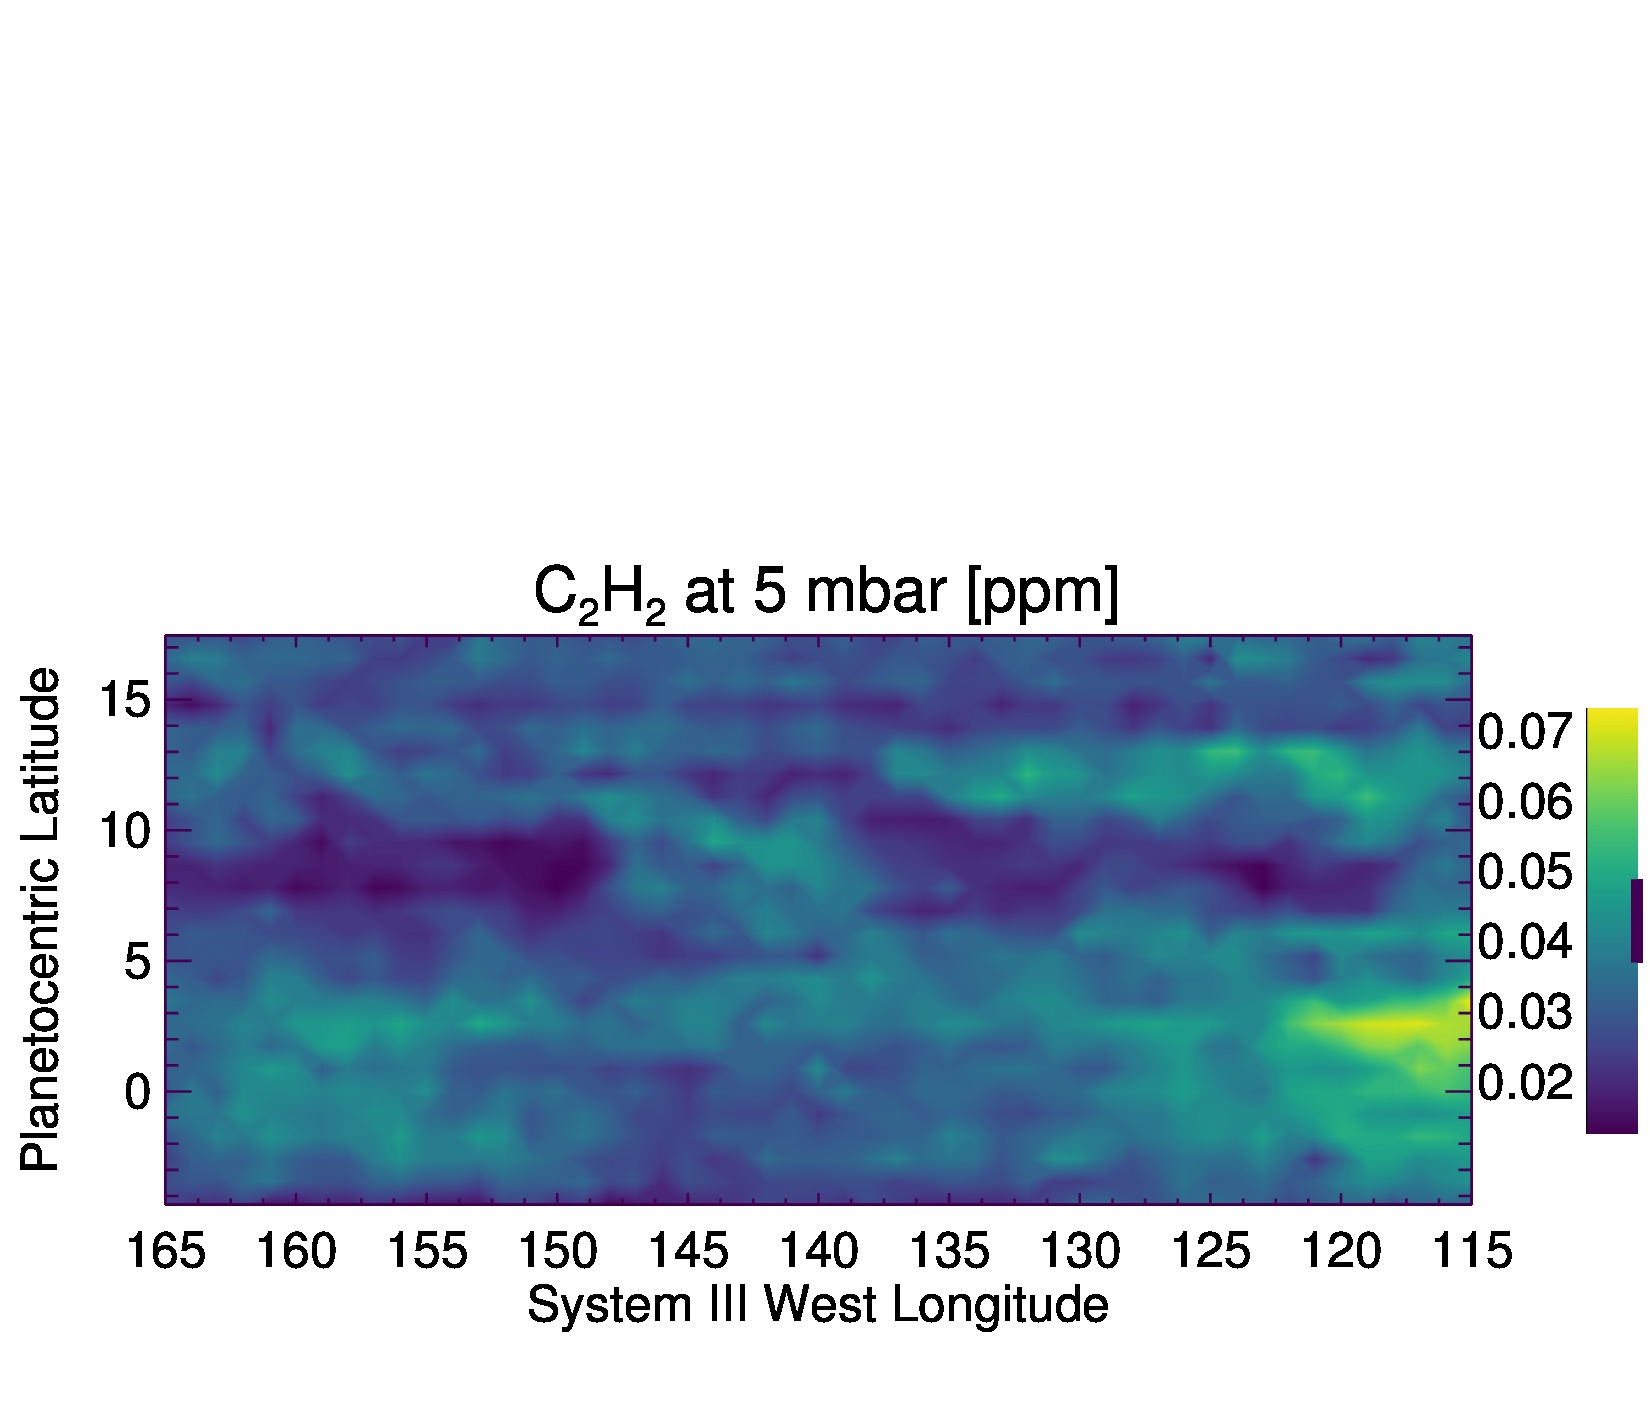 C₂H₂ at 5 mbar [ppm]
Planetocentric Latitude
15
10
5
0
165 160 155 150 145 140 135 130 125 120 115
System III West Longitude
0.07
0.06
0.05
0.04
0.03
0.02